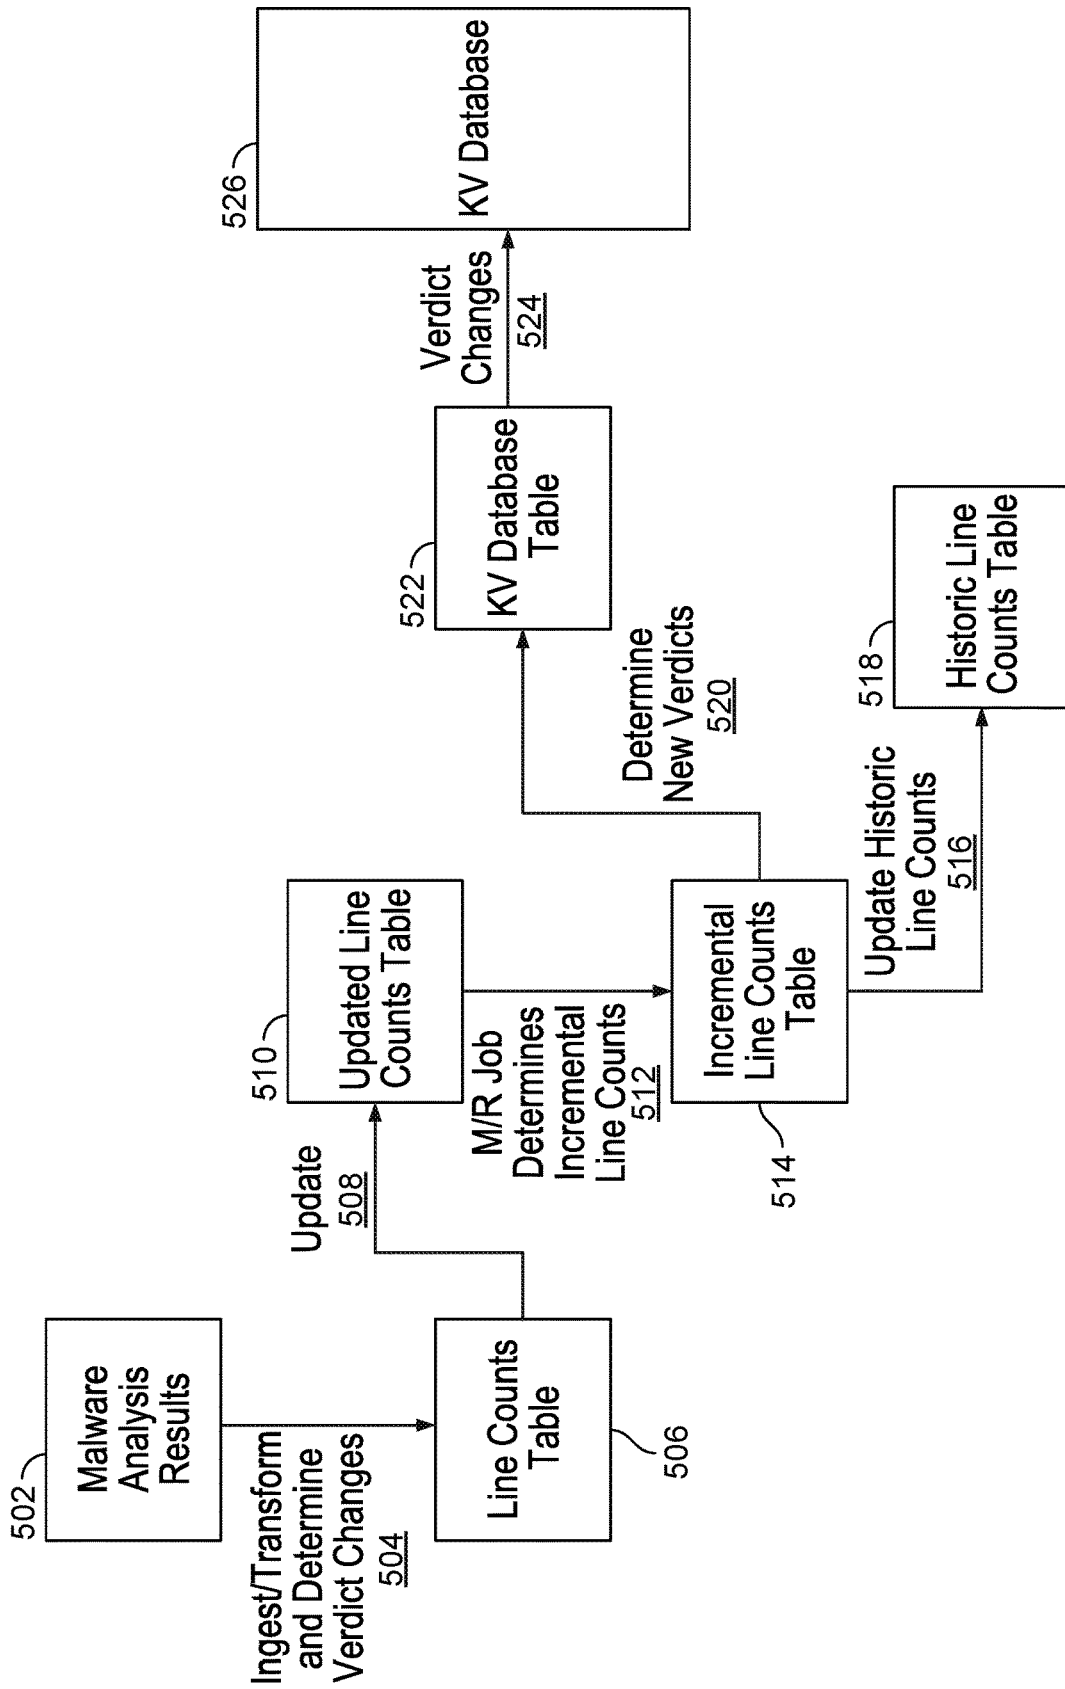 502
Malware
Analysis
Results
Ingest/Transform
and Determine
Verdict Changes
504
Line Counts
Table
506
Update
508
510
Updated Line
Counts Table
M/R Job
Determines
Incremental
Line Counts
512
Incremental
Line Counts
Table
514
Update Historic
Line Counts
516
518
Historic Line
Counts Table
Determine
New Verdicts
520
522
KV Database
Table
Verdict
Changes
524
526
KV Database